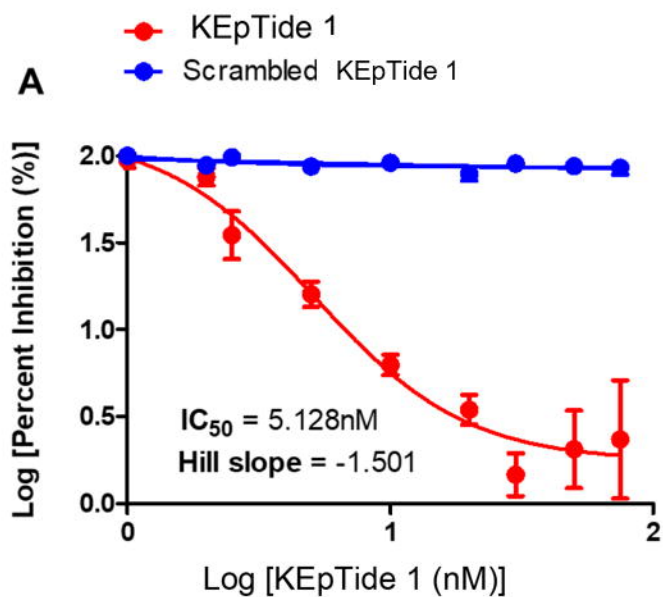 KEpTide 1
Scrambled KEpTide 1
A
Log [Percent Inhibition (%)]
2.0
1.5
1.0
0.5
0.0
IC50 = 5.128nM
Hill slope = -1.501
0 1 2
Log [KEpTide 1 (nM)]